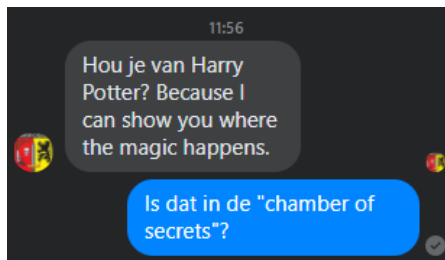 11:56
Hou je van Harry
Potter? Because I
can show you where
the magic happens.
Is dat in de "chamber of
secrets"?